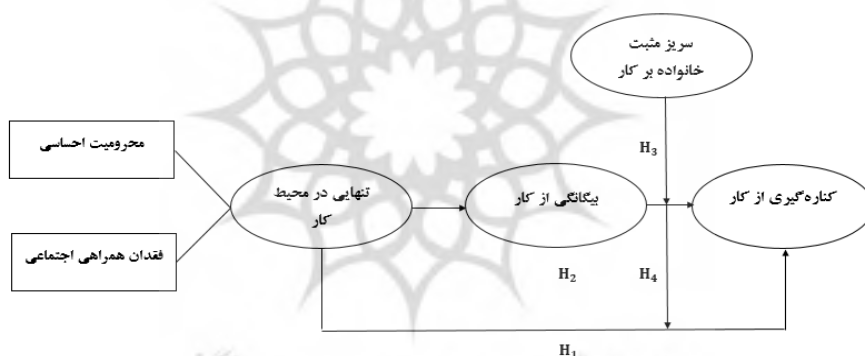 سریز مثبت
خانواده بر کار
H3
محرومیت احساسی
تنهایی در محیط
کار
بیگانگی از کار
کناره‌گیری از کار
فقدان همراهی اجتماعی
H2
H4
H1